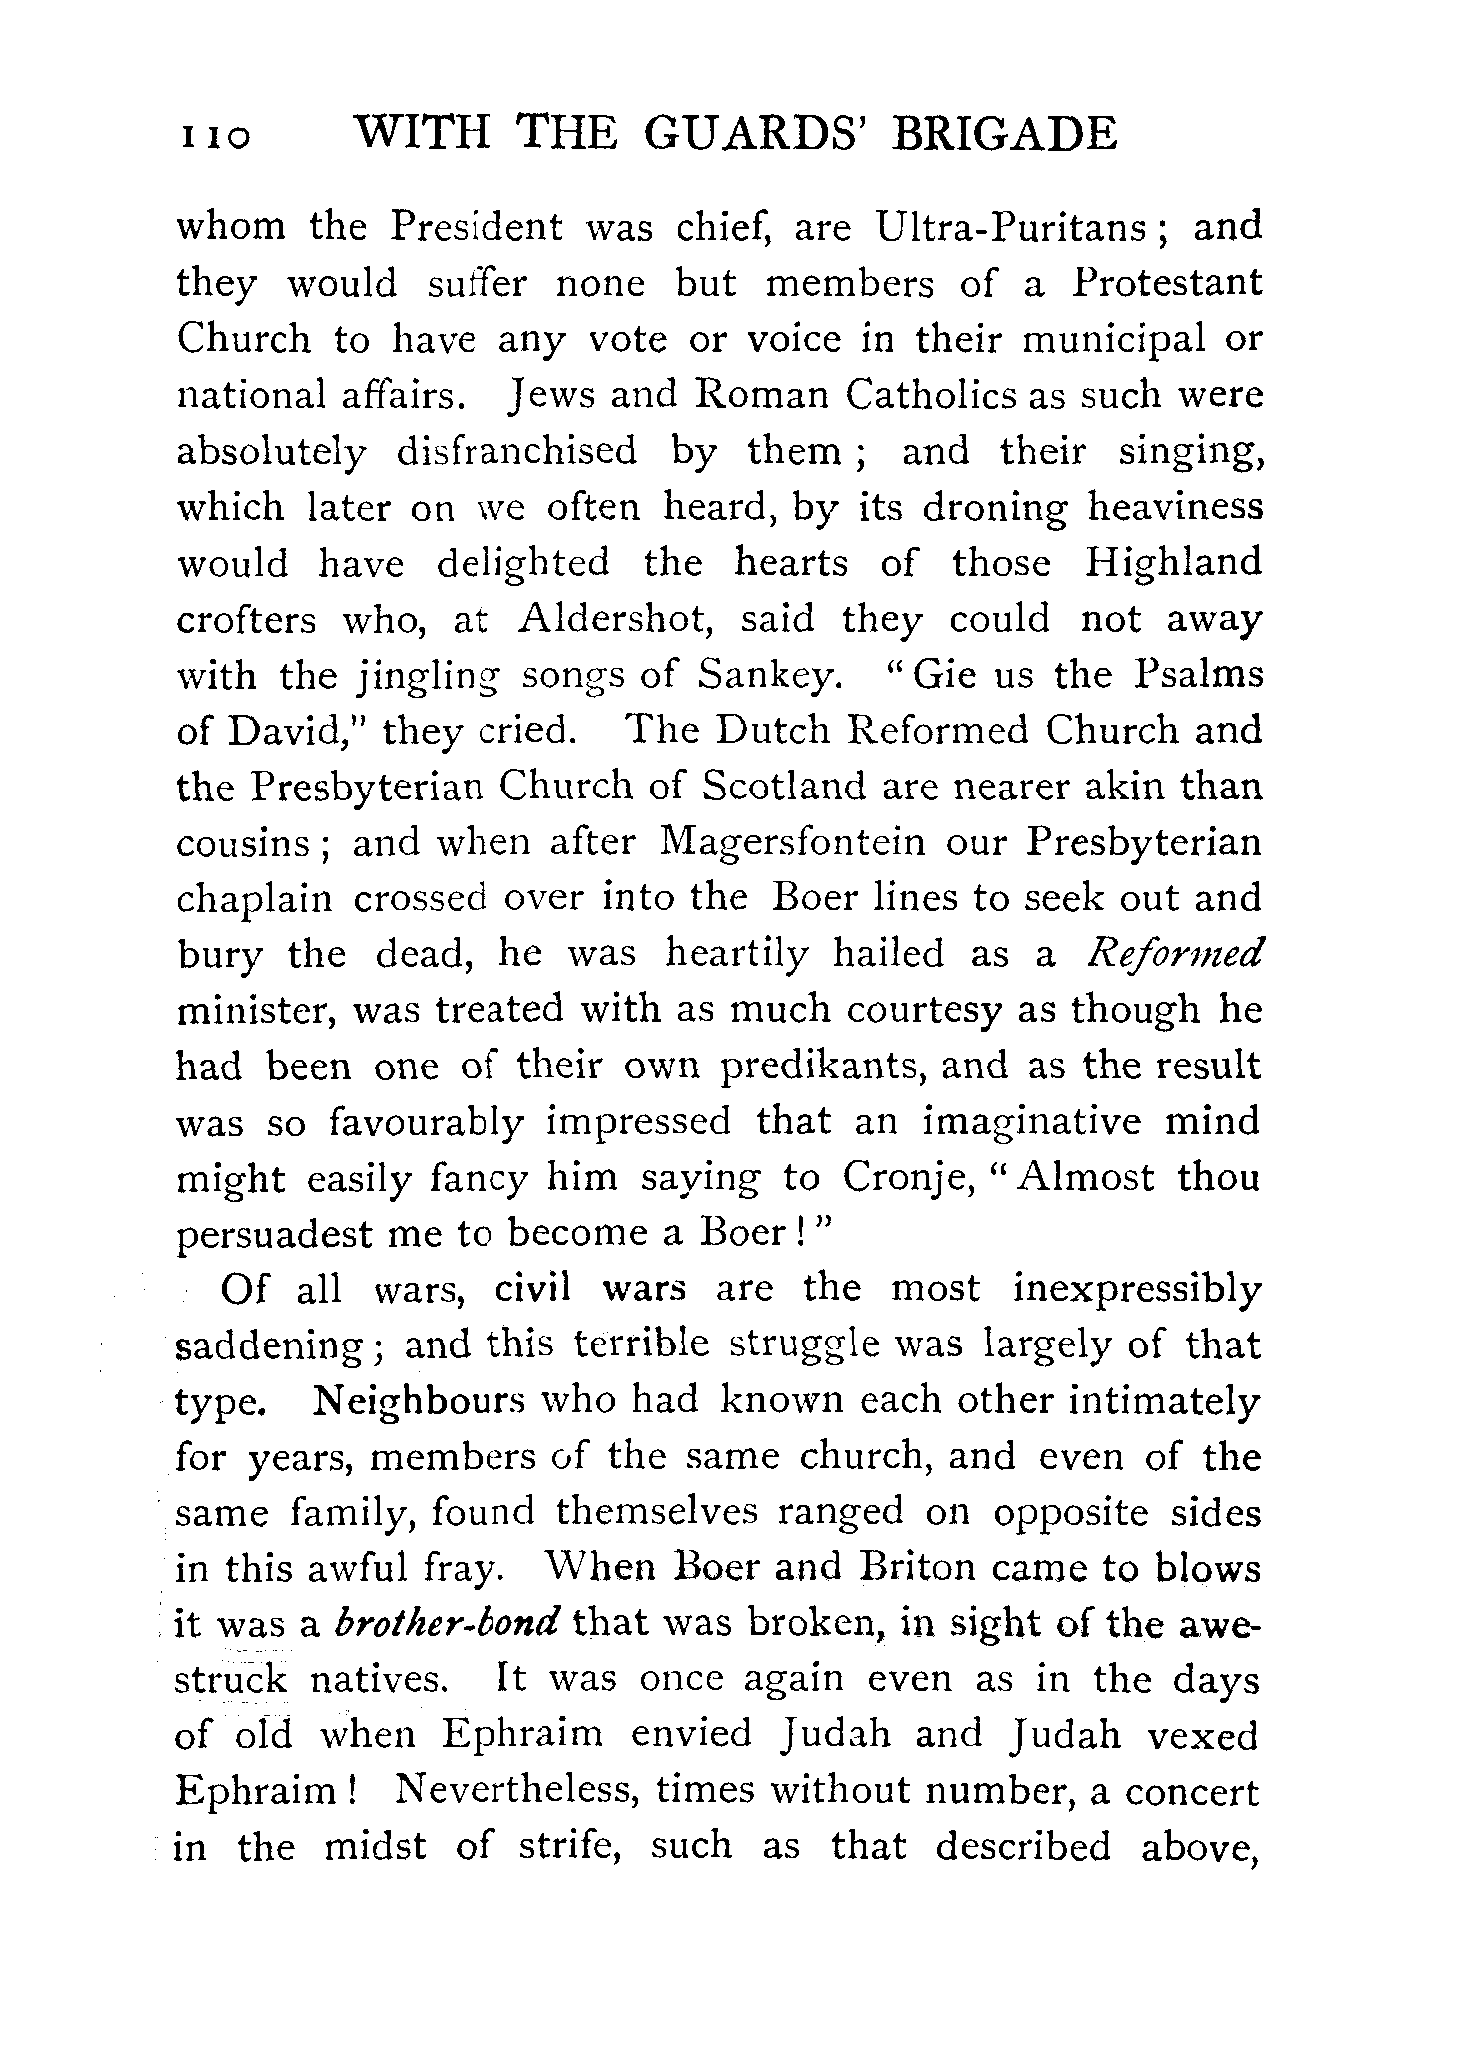 110 WITH THE GUARDS' BRIGADE
whom the President was chief, are Ultra-Puritans ; and
they would suffer none but members of a Protestant
Church to have any vote or voice in their municipal or
national affairs. Jews and Roman Catholics as such were
absolutely disfranchised by them ; and their singing,
which later on we often heard, by its droning heaviness
would have delighted the hearts of those Highland
crofters who, at Aldershot, said they could not away
with the jingling songs of Sankey. “ Gie us the Psalms
of David,” they cried. The Dutch Reformed Church and
the Presbyterian Church of Scotland are nearer akin than
cousins ; and when after Magersfontein our Presbyterian
chaplain crossed over into the Boer lines to seek out and
bury the dead, he was heartily hailed as a Reformed
minister, was treated with as much courtesy as though he
had been one of their own predikants, and as the result
was so favourably impressed that an imaginative mind
might easily fancy him saying to Cronje, “ Almost thou
persuadest me to become a Boer ! ”
Of all wars, civil wars are the most inexpressibly
saddening ; and this terrible struggle was largely of that
type. Neighbours who had known each other intimately
for years, members of the same church, and even of the
same family, found themselves ranged on opposite sides
in this awful fray. When Boer and Briton came to blows
it was a brother-bond that was broken, in sight of the awe-
struck natives. It was once again even as in the days
of old when Ephraim envied Judah and Judah vexed
Ephraim ! Nevertheless, times without number, a concert
in the midst of strife, such as that described above,